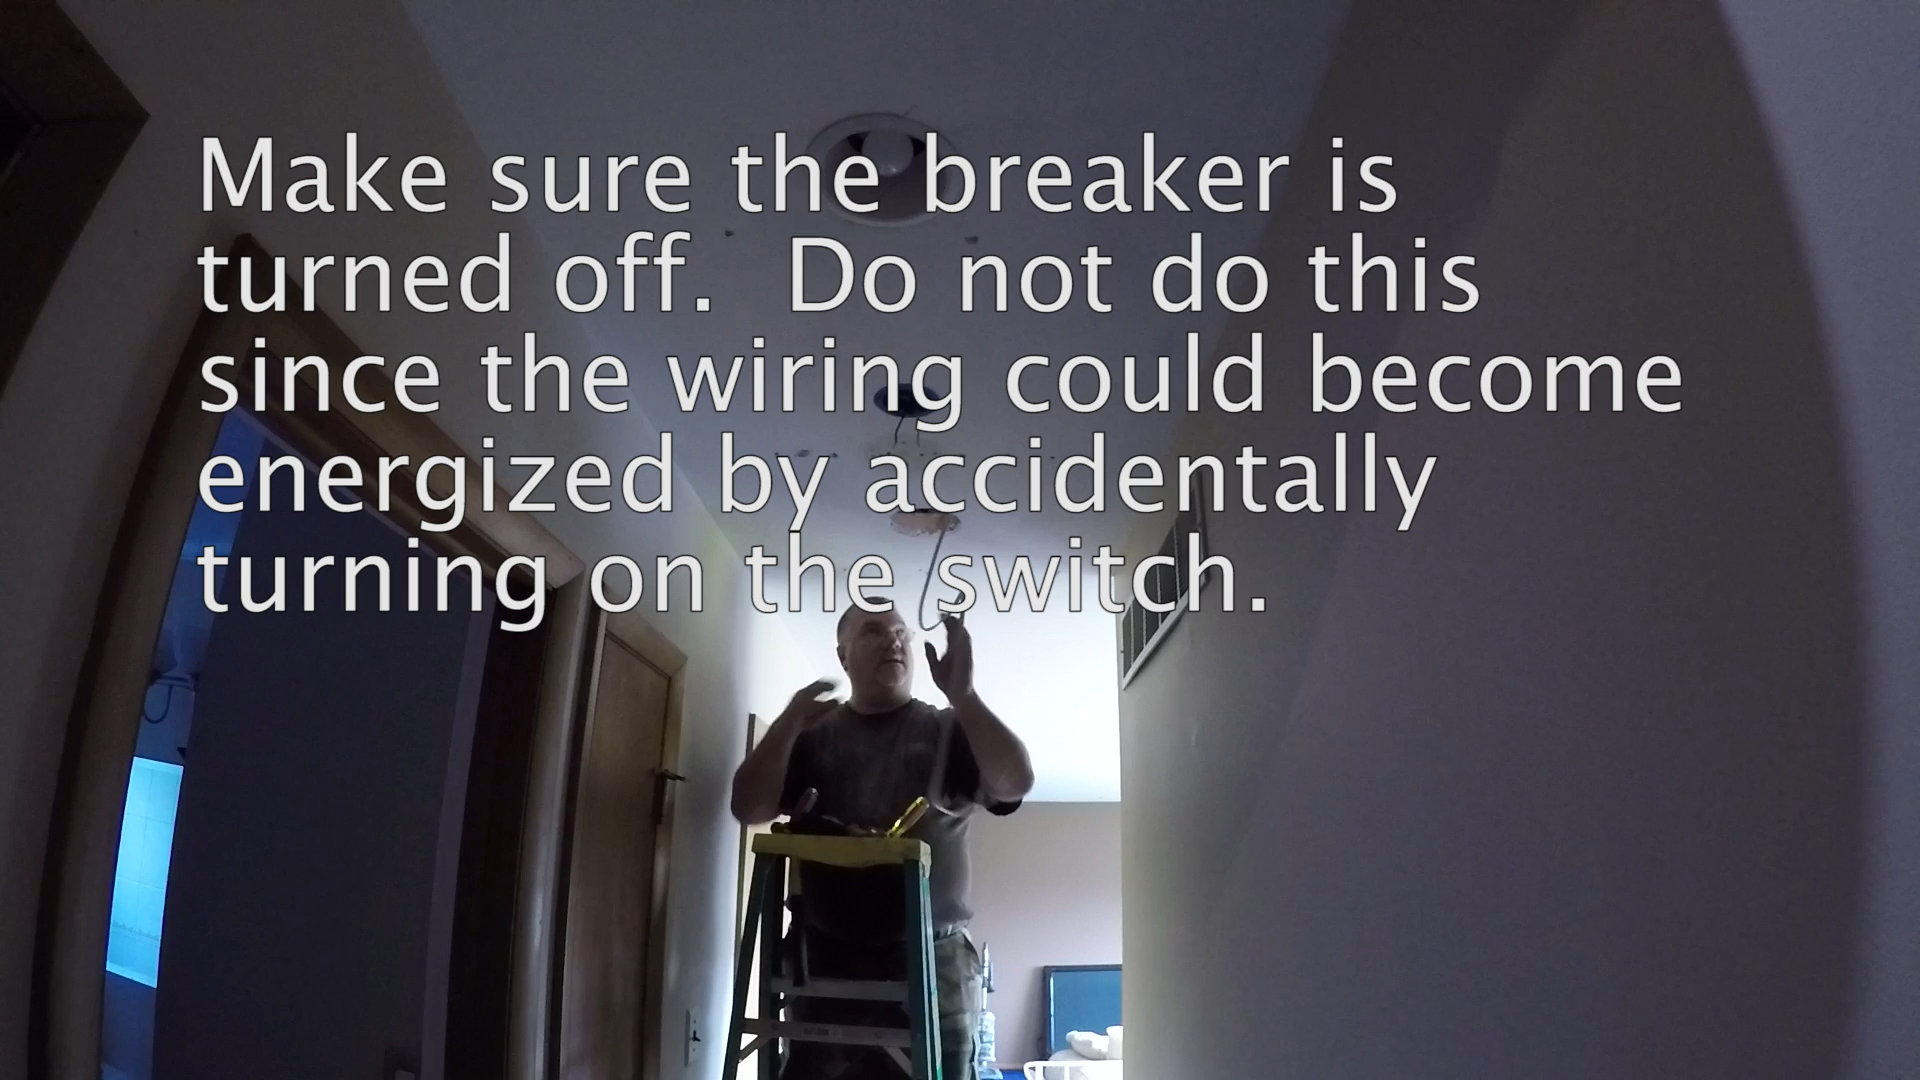 Make sure the breaker is
turned off.  Do not do this
since the wiring could become
energized by accidentally
turning on the switch.